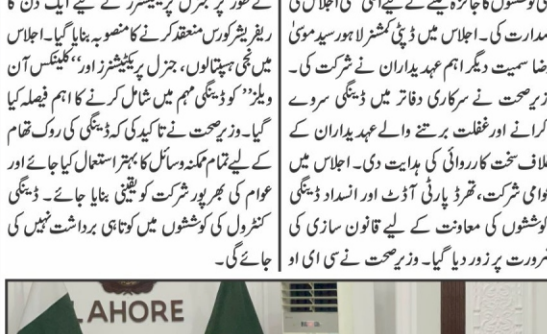 کی کوششوں کا جائزہ لینے کے لیے اعلیٰ سطحی اجلاس کی
صدارت کی۔ اجلاس میں ڈپٹی کمشنر لاہور سید موسیٰ
رضا سمیت دیگر اہم عہدیداران نے شرکت کی۔
وزیر صحت نے سرکاری دفاتر میں ڈینگی سروے
کرانے اور غفلت برتنے والے عہدیداران کے
خلاف سخت کارروائی کی ہدایت دی۔ اجلاس میں
عوامی شرکت، تھرڈ پارٹی آڈٹ اور انسداد ڈینگی
کوششوں کی معاونت کے لیے قانون سازی کی
ضرورت پر زور دیا گیا۔ وزیر صحت نے سی ای او
کے طور پر جنرل پریکٹیشنرز کے لیے ایک دن کا
ریفریشر کورس منعقد کرنے کا منصوبہ بنایا گیا۔ اجلاس
میں نجی ہسپتالوں، جنرل پریکٹیشنرز اور ‘‘کلینکس آن
ویلز’’ کو ڈینگی مہم میں شامل کرنے کا اہم فیصلہ کیا
گیا۔ وزیر صحت نے تاکید کی کہ ڈینگی کی روک تھام
کے لیے تمام ممکنہ وسائل کا بہتر استعمال کیا جائے اور
عوام کی بھرپور شرکت کو یقینی بنایا جائے۔ ڈینگی
کنٹرول کی کوششوں میں کوتاہی برداشت نہیں کی
جائے گی۔
LAHORE